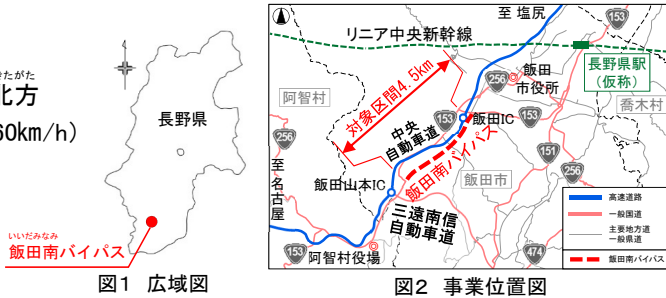 きたがた
北方
60km/h)
長野県
いいだみなみ
飯田南バイパス
図1 広域図
至 塩尻
153
リニア中央新幹線
長野県駅
(仮称)
飯田
市役所
256
対象区間4.5km
阿智村
喬木村
153
中央
自動車道
飯田IC
153
256
151
256
飯田南バイパス
至名古屋
飯田山本IC
飯田市
三遠南信
自動車道
153
阿智村役場
474
高速道路
一般国道
主要地方道
一般県道
飯田南バイパス
図2 事業位置図